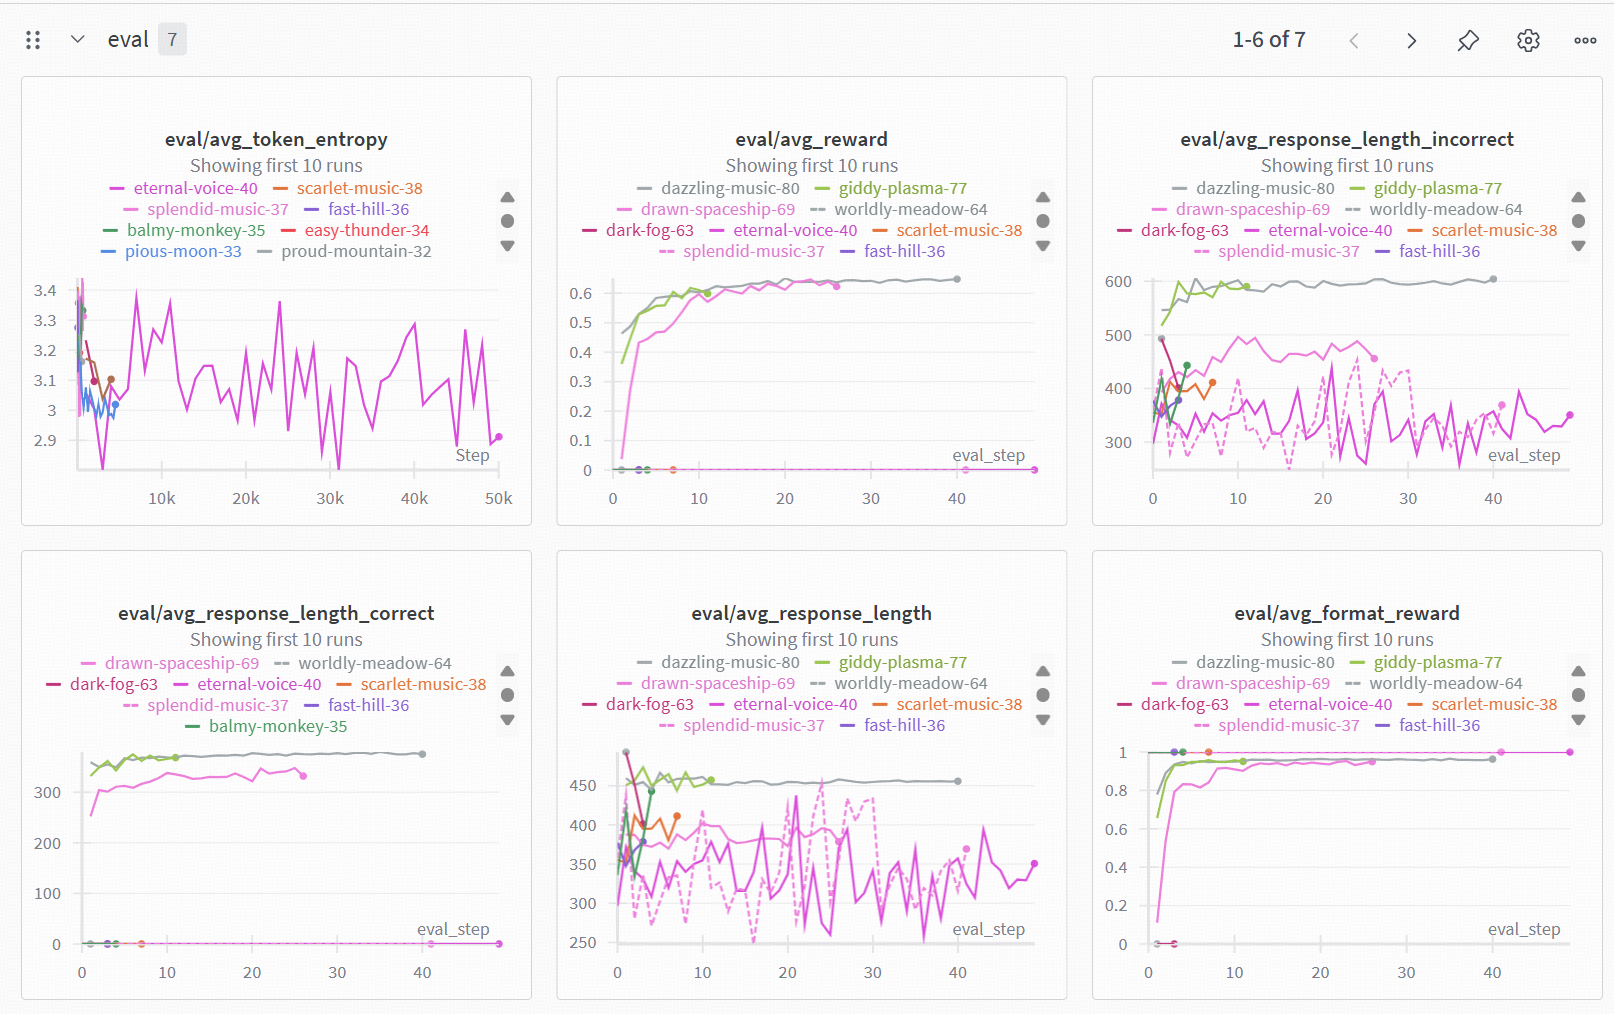 eval 7
1-6 of 7
eval/avg_token_entropy
Showing first 10 runs
eternal-voice-40 scarlet-music-38
splendid-music-37 fast-hill-36
balmy-monkey-35 easy-thunder-34
pious-moon-33 proud-mountain-32
3.4
3.3
3.2
3.1
3
2.9
Step
10k 20k 30k 40k 50k
eval/avg_reward
Showing first 10 runs
dazzling-music-80 giddy-plasma-77
drawn-spaceship-69 worldly-meadow-64
dark-fog-63 eternal-voice-40 scarlet-music-38
splendid-music-37 fast-hill-36
0.6
0.5
0.4
0.3
0.2
0.1
0
eval_step
0 10 20 30 40
eval/avg_response_length_incorrect
Showing first 10 runs
dazzling-music-80 giddy-plasma-77
drawn-spaceship-69 worldly-meadow-64
dark-fog-63 eternal-voice-40 scarlet-music-38
splendid-music-37 fast-hill-36
600
500
400
300
eval_step
0 10 20 30 40
eval/avg_response_length_correct
Showing first 10 runs
drawn-spaceship-69 worldly-meadow-64
dark-fog-63 eternal-voice-40 scarlet-music-38
splendid-music-37 fast-hill-36
balmy-monkey-35
300
200
100
0
eval_step
0 10 20 30 40
eval/avg_response_length
Showing first 10 runs
dazzling-music-80 giddy-plasma-77
drawn-spaceship-69 worldly-meadow-64
dark-fog-63 eternal-voice-40 scarlet-music-38
splendid-music-37 fast-hill-36
450
400
350
300
250
eval_step
0 10 20 30 40
eval/avg_format_reward
Showing first 10 runs
dazzling-music-80 giddy-plasma-77
drawn-spaceship-69 worldly-meadow-64
dark-fog-63 eternal-voice-40 scarlet-music-38
splendid-music-37 fast-hill-36
1
0.8
0.6
0.4
0.2
0
eval_step
0 10 20 30 40